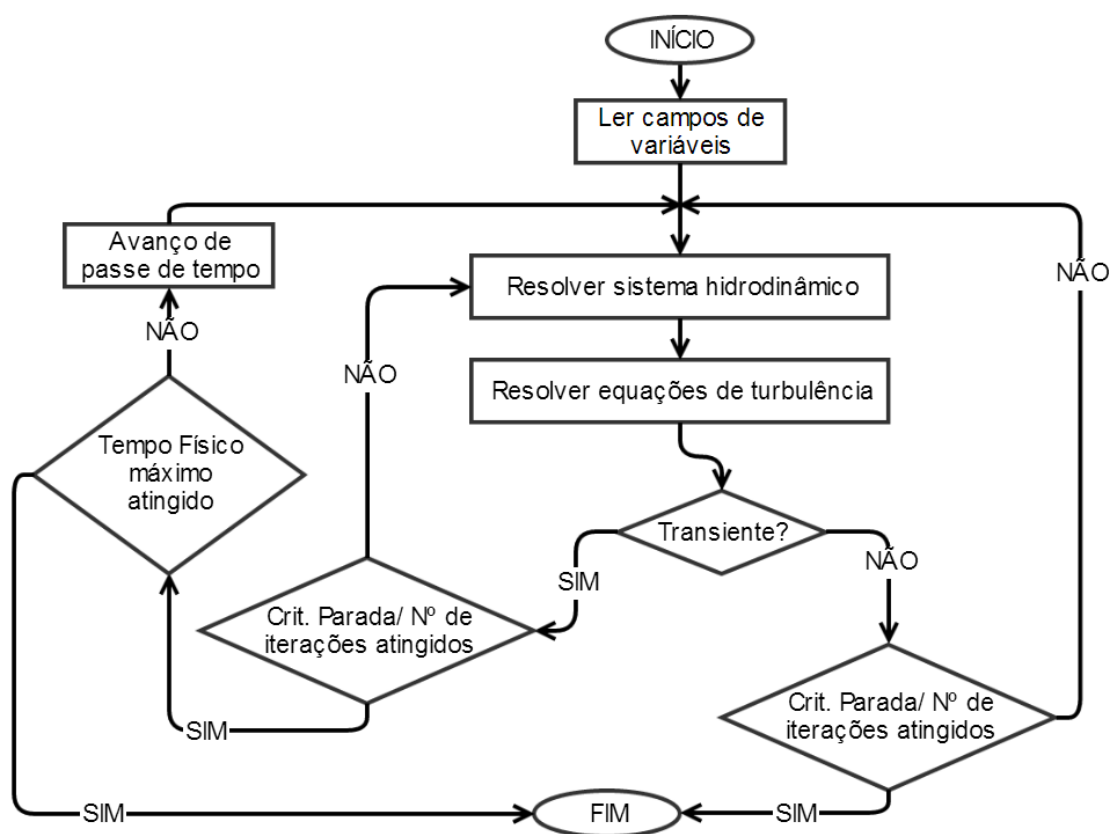 INÍCIO
Ler campos de
variáveis
Avanço de
passe de tempo
NÃO
Resolver sistema hidrodinâmico
NÃO
NÃO
Resolver equações de turbulência
Tempo Físico
máximo
atingido
Transiente?
NÃO
SIM
Crit. Parada/ Nº de
iterações atingidos
Crit. Parada/ Nº de
iterações atingidos
SIM
SIM
FIM
SIM